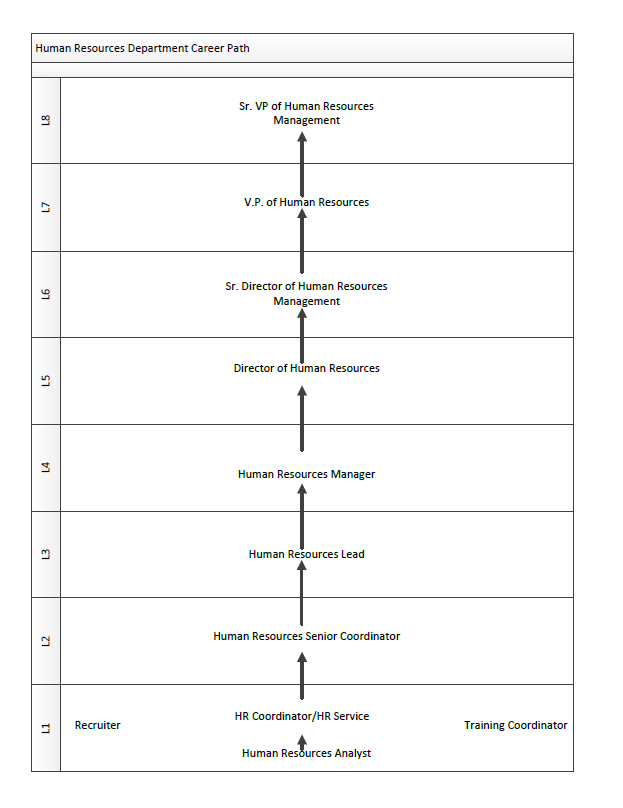 Human Resources Department Career Path
L8
Sr. VP of Human Resources
Management
L7
V.P. of Human Resources
L6
Sr. Director of Human Resources
Management
L5
Director of Human Resources
L4
Human Resources Manager
L3
Human Resources Lead
L2
Human Resources Senior Coordinator
L1
HR Coordinator/HR Service
Recruiter
Training Coordinator
Human Resources Analyst